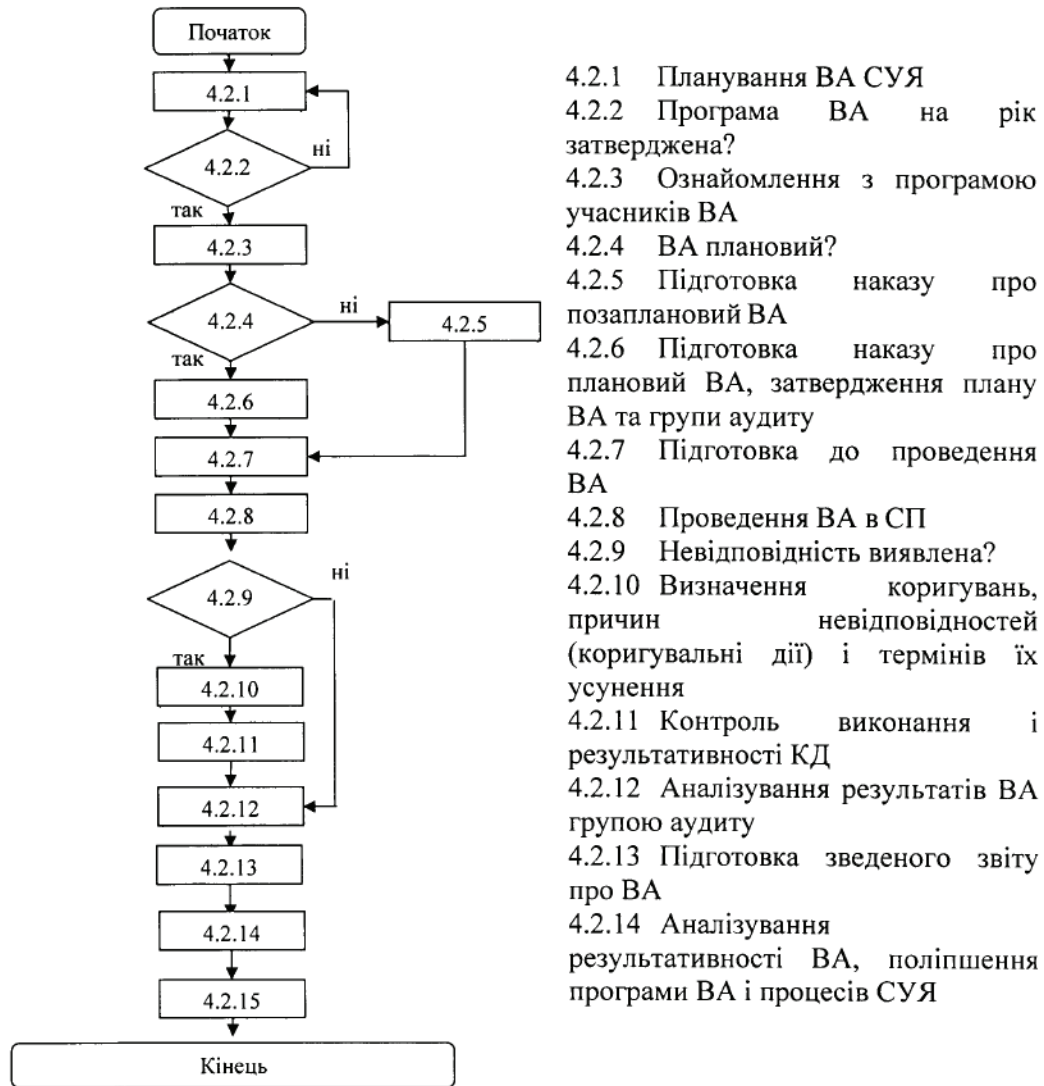 Початок
4.2.1
ні
4.2.2
так
4.2.3
ні
4.2.4
4.2.5
так
4.2.6
4.2.7
4.2.8
ні
4.2.9
так
4.2.10
4.2.11
4.2.12
4.2.13
4.2.14
4.2.15
Кінець
4.2.1 Планування ВА СУЯ
4.2.2 Програма ВА на рік
затверджена?
4.2.3 Ознайомлення з програмою
учасників ВА
4.2.4 ВА плановий?
4.2.5 Підготовка наказу про
позаплановий ВА
4.2.6 Підготовка наказу про
плановий ВА, затвердження плану
ВА та групи аудиту
4.2.7 Підготовка до проведення
ВА
4.2.8 Проведення ВА в СП
4.2.9 Невідповідність виявлена?
4.2.10 Визначення коригувань,
причин невідповідностей
(коригувальні дії) і термінів їх
усунення
4.2.11 Контроль виконання і
результативності КД
4.2.12 Аналізування результатів ВА
групою аудиту
4.2.13 Підготовка зведеного звіту
про ВА
4.2.14 Аналізування
результативності ВА, поліпшення
програми ВА і процесів СУЯ